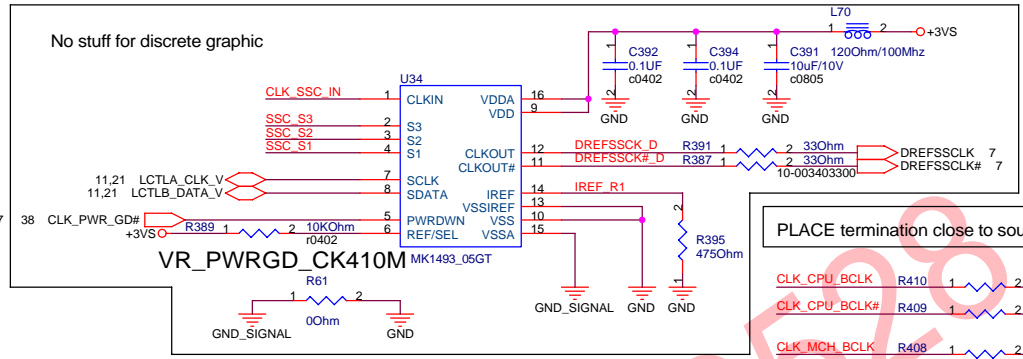 No stuff for discrete graphic
L70
1 2 +3VS
120Ohm/100Mhz
C392
0.1UF
c0402
C394
0.1UF
c0402
C391
10uF/10V
c0805
1 2
1 2
1 2
GND GND GND
U34
CLK_SSC_IN 1 CLKIN VDDA 16
VDD 9
SSC_S3 2 S3
SSC_S2 3 S2
SSC_S1 4 S1
CLKOUT 12 DREFSSCK_D R391 1 2 33Ohm DREFSSCLK 7
CLKOUT# 11 DREFSSCK#_D R387 1 2 33Ohm DREFSSCLK# 7
10-003403300
11,21 LCTLA_CLK_V 7 SCLK
11,21 LCTLB_DATA_V 8 SDATA
IREF 14 IREF_R1
VSSIREF 13
7 38 CLK_PWR_GD# 5 PWRDWN VSS 10
+3VS R389 1 2 10KOhm 6 REF/SEL VSSA 15
r0402
VR_PWRGD_CK410M MK1493_05GT
2
R395
475Ohm
1
GND_SIGNAL GND GND
R61
1 2
0Ohm
GND_SIGNAL GND
PLACE termination close to sou
CLK_CPU_BCLK R410 1 2
CLK_CPU_BCLK# R409 1 2
CLK_MCH_BCLK R408 1 2
528